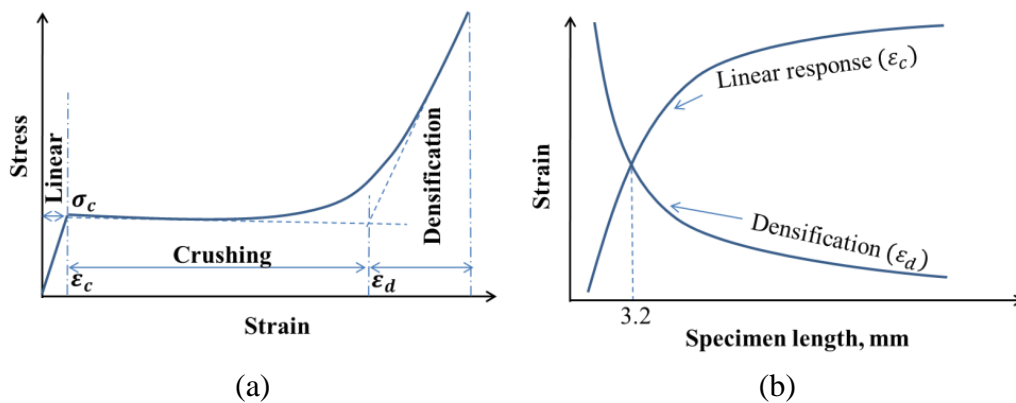 Stress
Linear
σc
Crushing
Densification
εc
εd
Strain
(a)
Strain
Linear response (εc)
Densification (εd)
3.2
Specimen length, mm
(b)